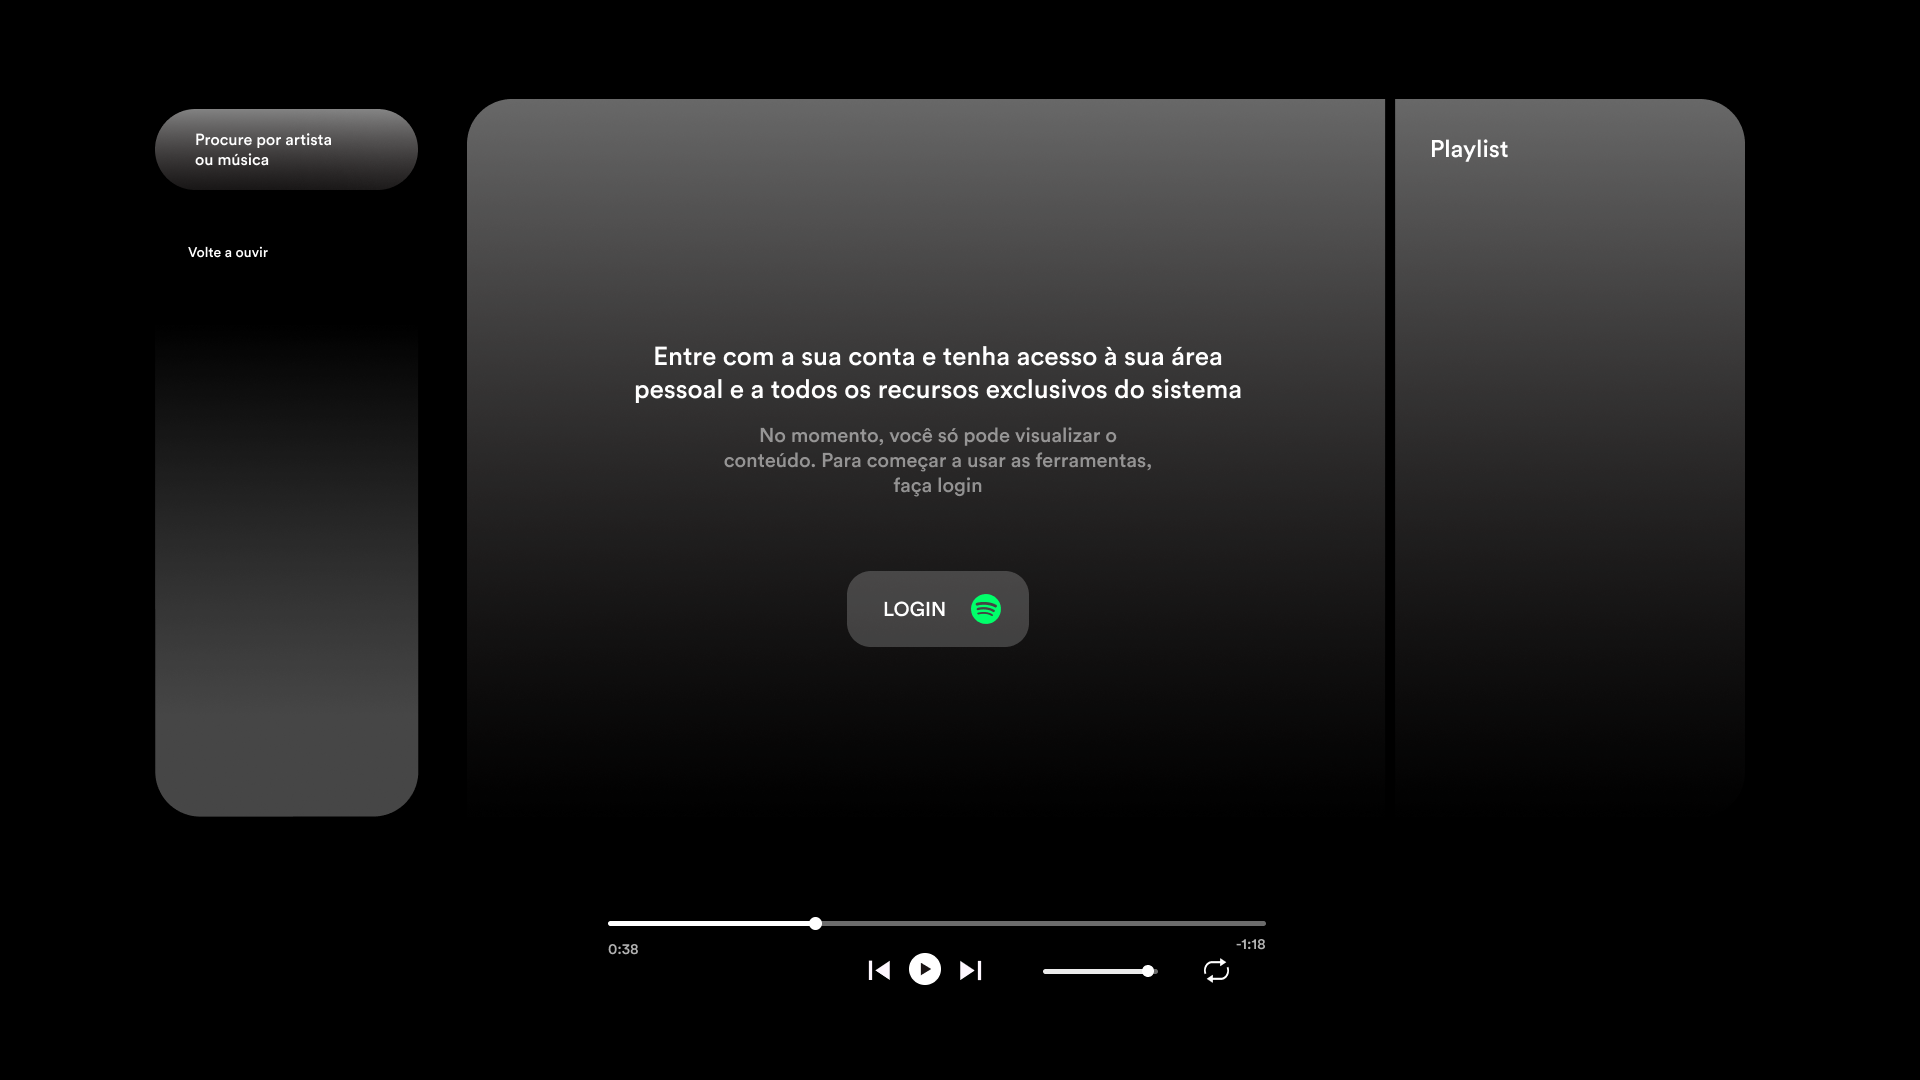 Procure por artista
ou música
Volte a ouvir
Entre com a sua conta e tenha acesso à sua área
pessoal e a todos os recursos exclusivos do sistema
No momento, você só pode visualizar o
conteúdo. Para começar a usar as ferramentas,
faça login
LOGIN
Playlist
0:38
-1:18